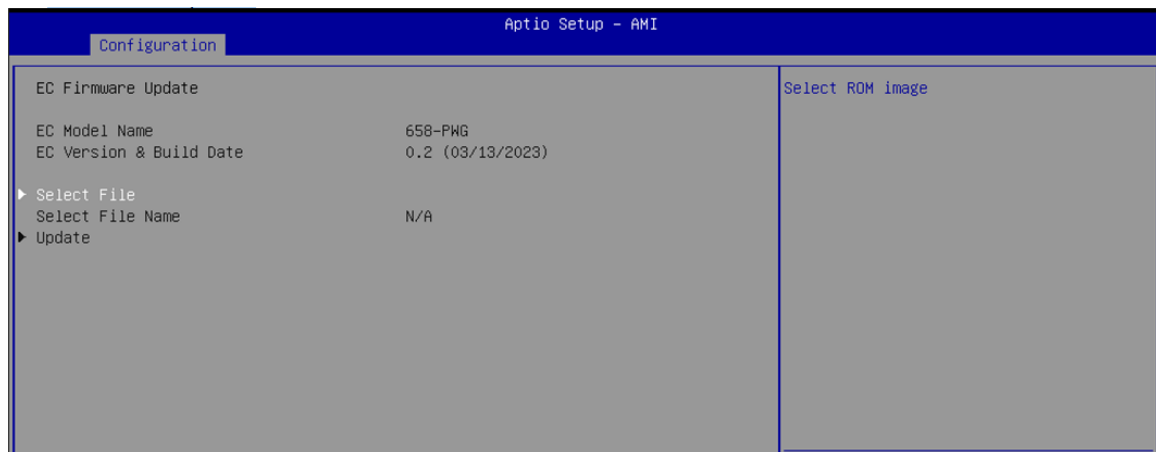 Aptio Setup – AMI
Configuration
EC Firmware Update
Select ROM image
EC Model Name 658-PWG
EC Version & Build Date 0.2 (03/13/2023)
Select File
Select File Name N/A
Update